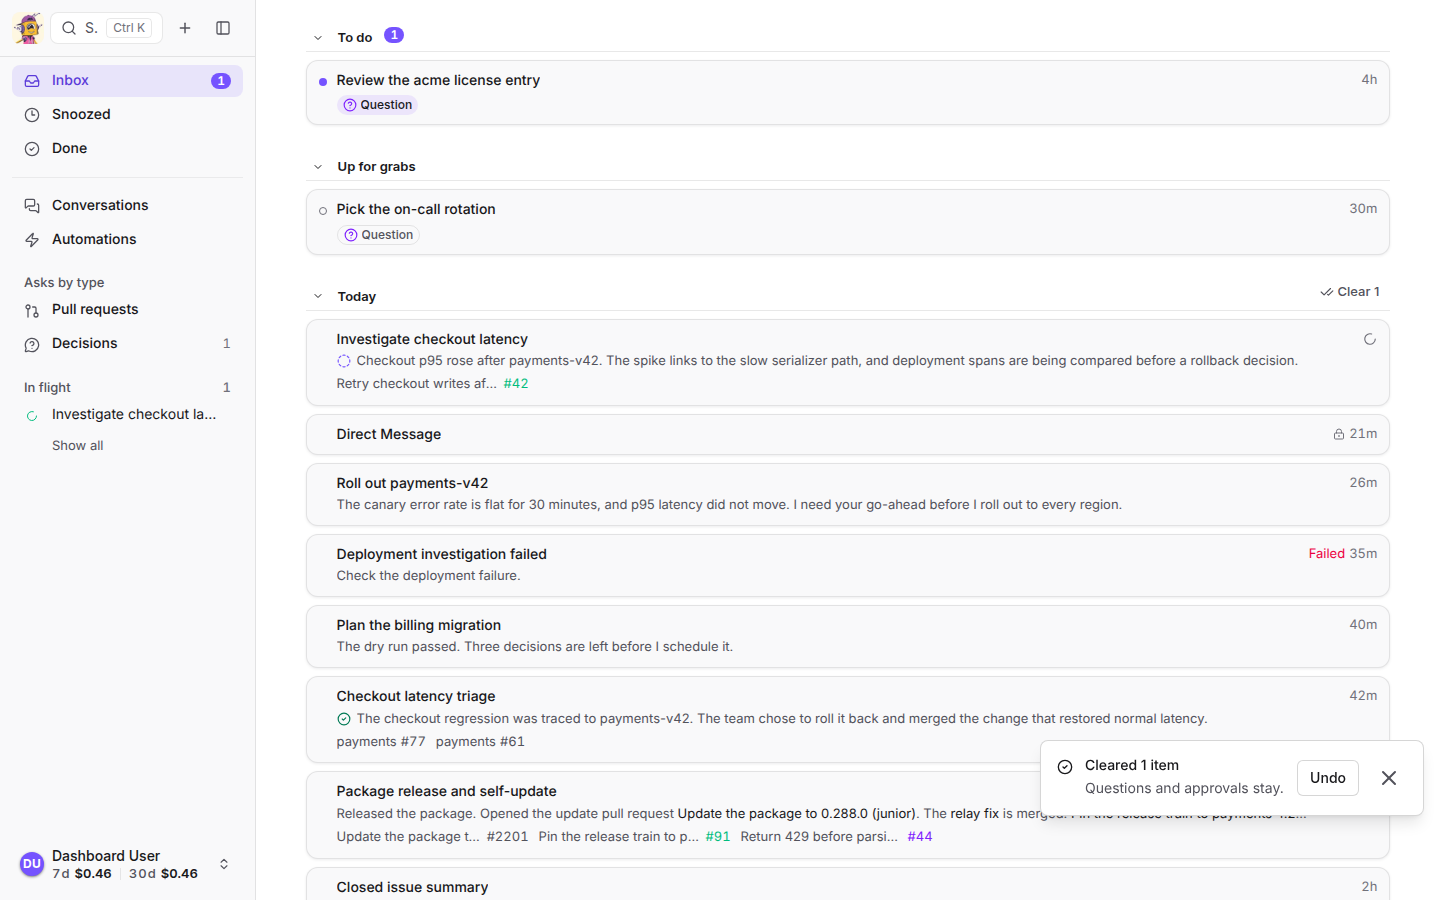 S. Ctrl K
Inbox 1
Snoozed
Done
Conversations
Automations
Asks by type
Pull requests
Decisions 1
In flight 1
Investigate checkout la...
Show all
DU Dashboard User
7d $0.46 30d $0.46
To do 1
Review the acme license entry 4h
Question
Up for grabs
Pick the on-call rotation 30m
Question
Today Clear 1
Investigate checkout latency
Checkout p95 rose after payments-v42. The spike links to the slow serializer path, and deployment spans are being compared before a rollback decision.
Retry checkout writes af... #42
Direct Message 21m
Roll out payments-v42 26m
The canary error rate is flat for 30 minutes, and p95 latency did not move. I need your go-ahead before I roll out to every region.
Deployment investigation failed Failed 35m
Check the deployment failure.
Plan the billing migration 40m
The dry run passed. Three decisions are left before I schedule it.
Checkout latency triage 42m
The checkout regression was traced to payments-v42. The team chose to roll it back and merged the change that restored normal latency.
payments #77 payments #61
Cleared 1 item
Questions and approvals stay.
Undo
Package release and self-update
Released the package. Opened the update pull request Update the package to 0.288.0 (junior). The relay fix is
Update the package t... #2201 Pin the release train to p... #91 Return 429 before parsi... #44
Closed issue summary 2h